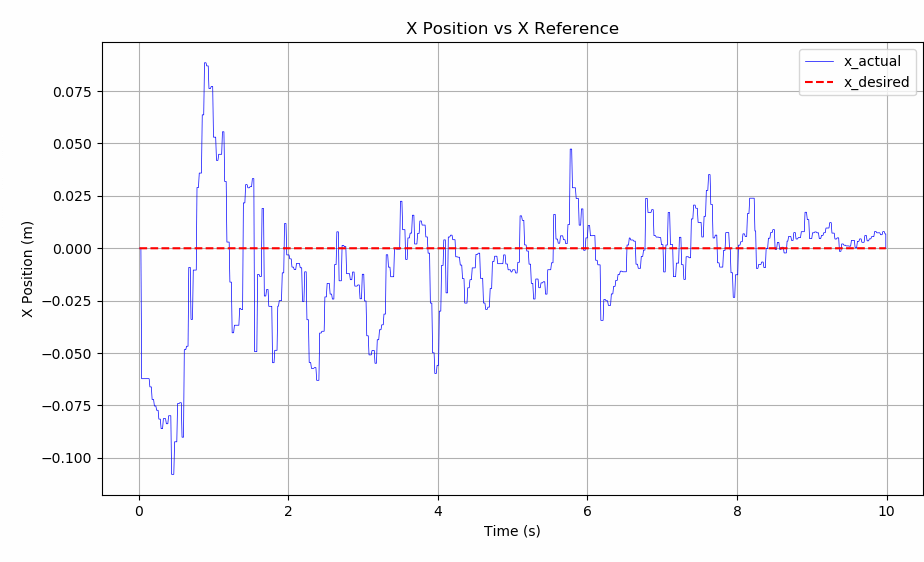 X Position vs X Reference
x_actual
x_desired
X Position (m)
0.075
0.050
0.025
0.000
−0.025
−0.050
−0.075
−0.100
0 2 4 6 8 10
Time (s)